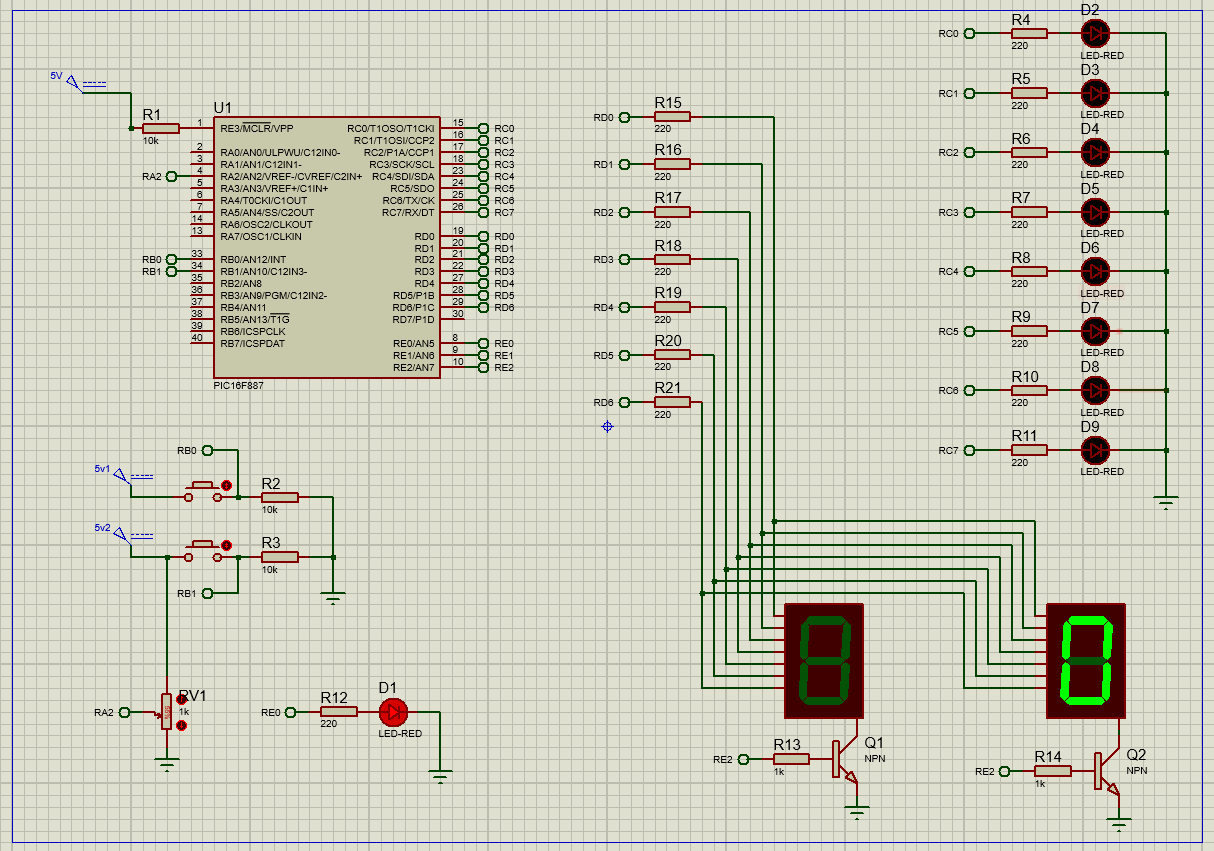 5V
R1
10k
U1
1 RE3/MCLR/VPP
2 RA0/AN0/ULPWU/C12IN0-
3 RA1/AN1/C12IN1-
RA2 4 RA2/AN2/VREF-/CVREF/C2IN+
5 RA3/AN3/VREF+/C1IN+
6 RA4/T0CKI/C1OUT
7 RA5/AN4/SS/C2OUT
14 RA6/OSC2/CLKOUT
13 RA7/OSC1/CLKIN
RB0 33 RB0/AN12/INT
RB1 34 RB1/AN10/C12IN3-
35 RB2/AN8
36 RB3/AN9/PGM/C12IN2-
37 RB4/AN11
38 RB5/AN13/T1G
39 RB6/ICSPCLK
40 RB7/ICSPDAT
RC0/T1OSO/T1CKI 15 RC0
RC1/T1OSI/CCP2 16 RC1
RC2/P1A/CCP1 17 RC2
RC3/SCK/SCL 18 RC3
RC4/SDI/SDA 23 RC4
RC5/SDO 24 RC5
RC6/TX/CK 25 RC6
RC7/RX/DT 26 RC7
RD0 19 RD0
RD1 20 RD1
RD2 21 RD2
RD3 22 RD3
RD4 27 RD4
RD5/P1B 28 RD5
RD6/P1C 29 RD6
RD7/P1D 30
RE0/AN5 8 RE0
RE1/AN6 9 RE1
RE2/AN7 10 RE2
PIC16F887
RB0
5v1
R2
10k
5v2
R3
10k
RB1
RA2
RV1
1k
RE0
R12
220
D1
LED-RED
RD0
R15
220
RD1
R16
220
RD2
R17
220
RD3
R18
220
RD4
R19
220
RD5
R20
220
RD6
R21
220
RC0
R4
220
D2
LED-RED
RC1
R5
220
D3
LED-RED
RC2
R6
220
D4
LED-RED
RC3
R7
220
D5
LED-RED
RC4
R8
220
D6
LED-RED
RC5
R9
220
D7
LED-RED
RC6
R10
220
D8
LED-RED
RC7
R11
220
D9
LED-RED
8
0
RE2
R13
1k
Q1
NPN
RE2
R14
1k
Q2
NPN